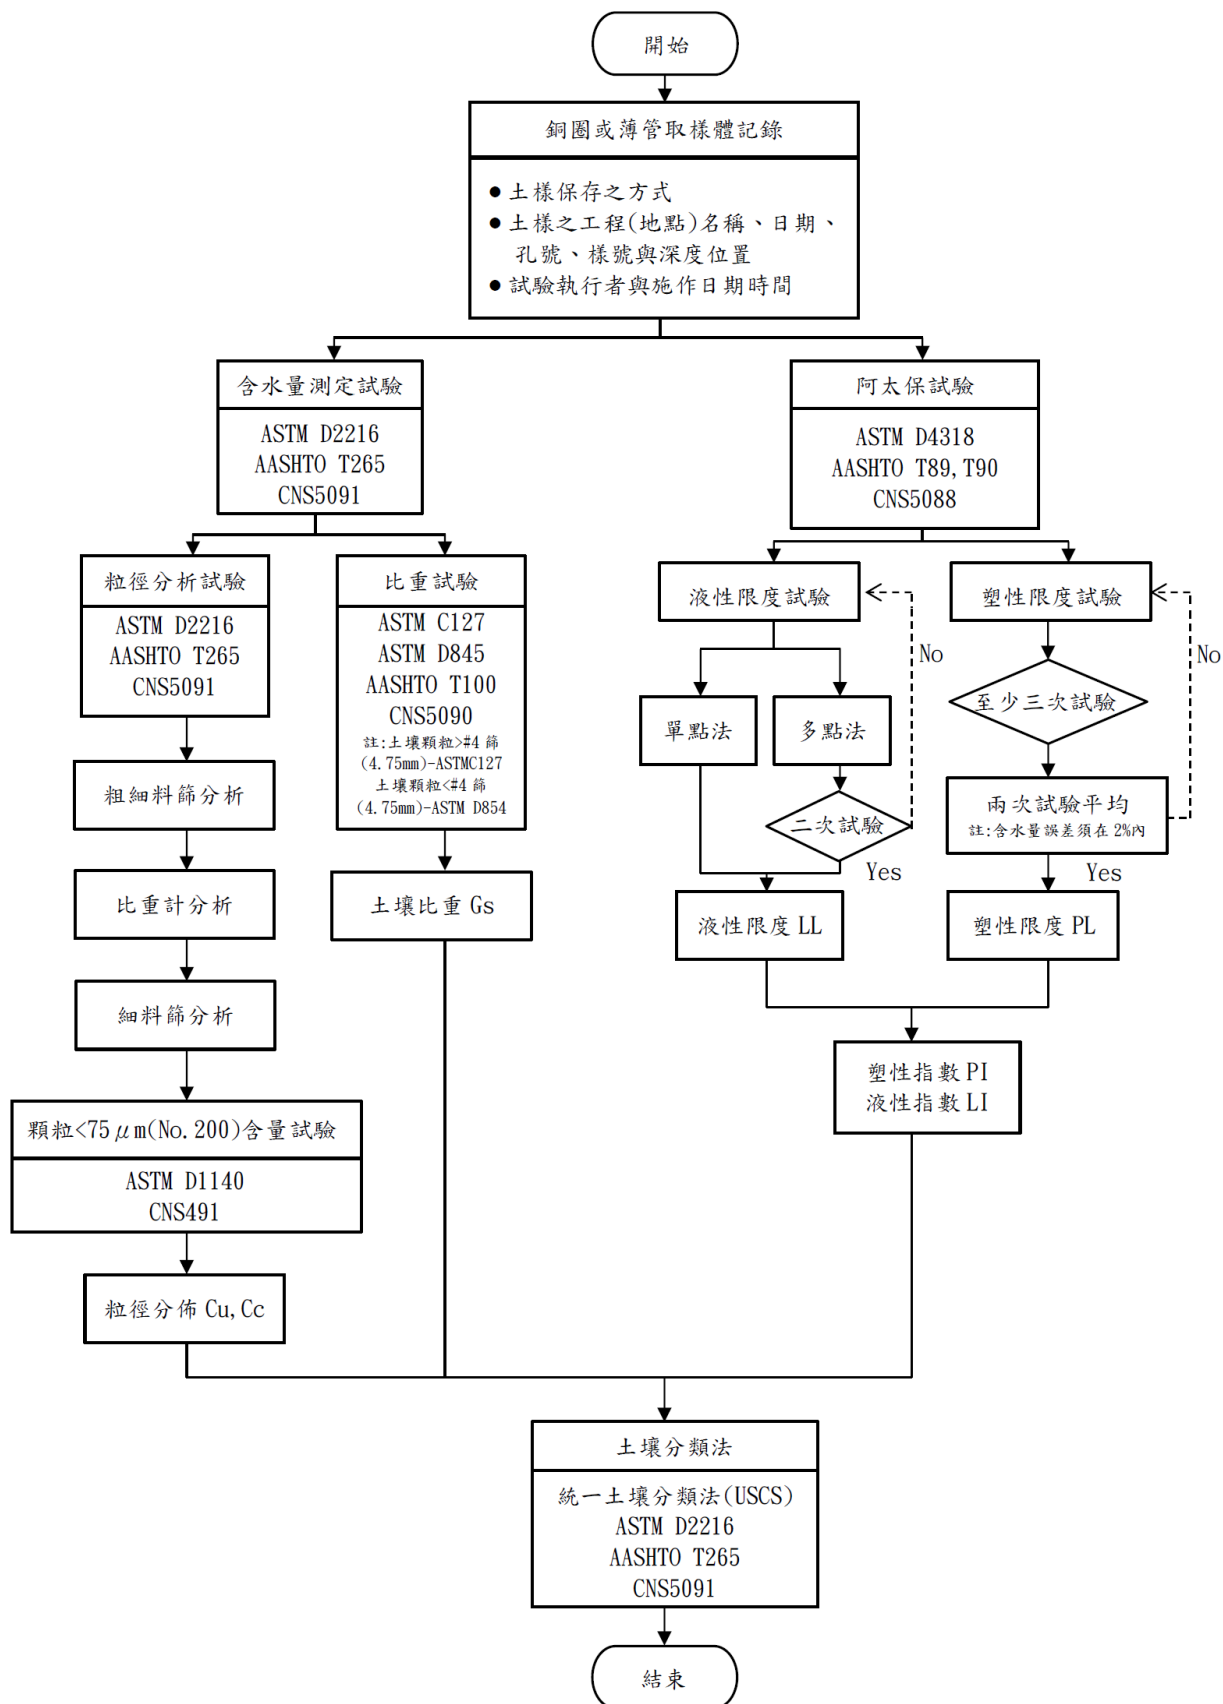 開始
銅圈或薄管取樣體記錄
● 土樣保存之方式
● 土樣之工程(地點)名稱、日期、
孔號、樣號與深度位置
● 試驗執行者與施作日期時間
含水量測定試驗
ASTM D2216
AASHTO T265
CNS5091
阿太保試驗
ASTM D4318
AASHTO T89,T90
CNS5088
粒徑分析試驗
ASTM D2216
AASHTO T265
CNS5091
比重試驗
ASTM C127
ASTM D845
AASHTO T100
CNS5090
註:土壤顆粒>#4 篩
(4.75mm)-ASTMC127
土壤顆粒<#4 篩
(4.75mm)-ASTM D854
液性限度試驗
No
單點法
多點法
二次試驗
Yes
液性限度 LL
塑性限度試驗
No
至少三次試驗
兩次試驗平均
註:含水量誤差須在 2%內
Yes
塑性限度 PL
粗細料篩分析
比重計分析
細料篩分析
顆粒<75μm(No.200)含量試驗
ASTM D1140
CNS491
粒徑分佈 Cu,Cc
土壤比重 Gs
塑性指數 PI
液性指數 LI
土壤分類法
統一土壤分類法(USCS)
ASTM D2216
AASHTO T265
CNS5091
結束